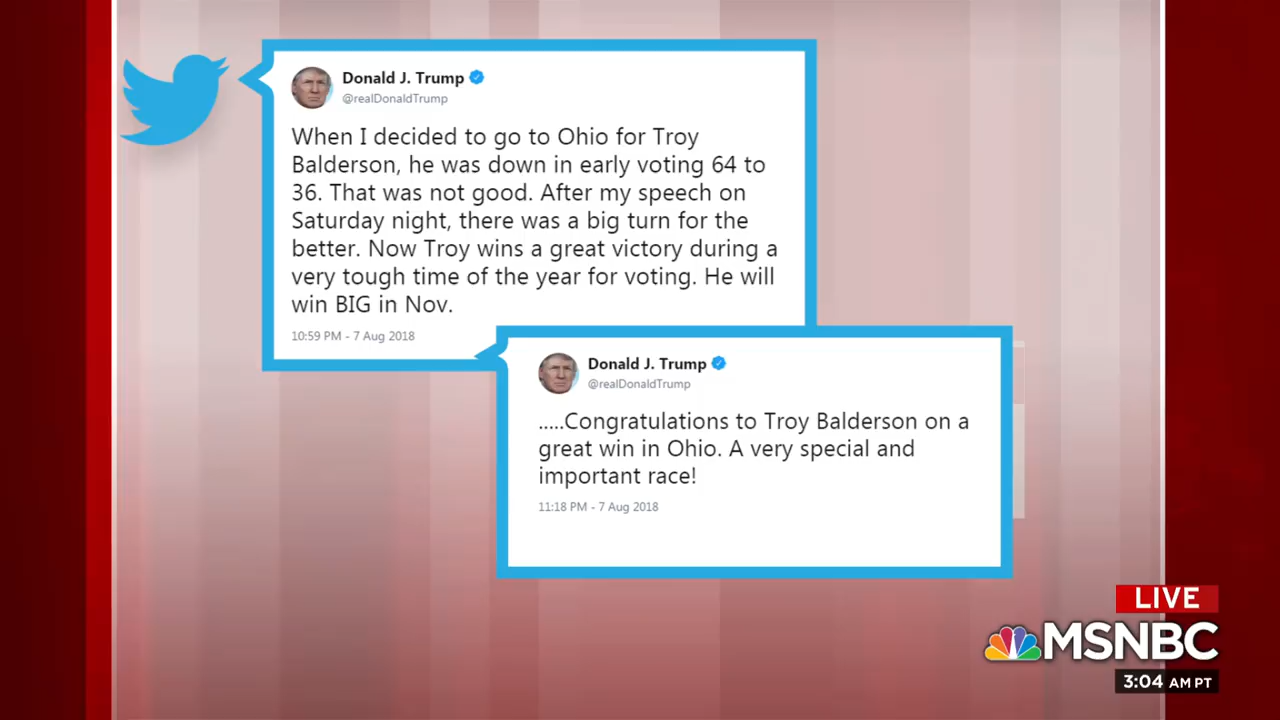 Donald J. Trump
@realDonaldTrump
When I decided to go to Ohio for Troy
Balderson, he was down in early voting 64 to
36. That was not good. After my speech on
Saturday night, there was a big turn for the
better. Now Troy wins a great victory during a
very tough time of the year for voting. He will
win BIG in Nov.
10:59 PM - 7 Aug 2018
Donald J. Trump
@realDonaldTrump
.....Congratulations to Troy Balderson on a
great win in Ohio. A very special and
important race!
11:18 PM - 7 Aug 2018
LIVE
MSNBC
3:04 AM PT